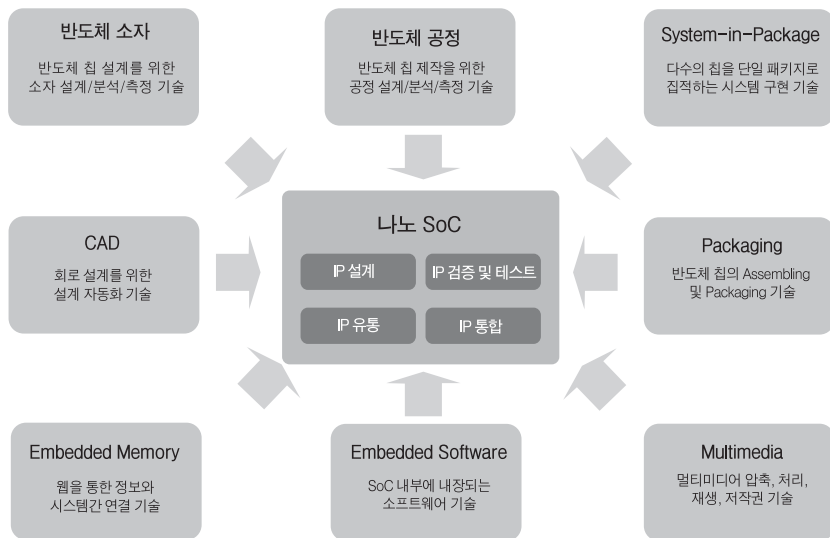 반도체 소자
반도체 칩 설계를 위한
소자 설계/분석/측정 기술
반도체 공정
반도체 칩 제작을 위한
공정 설계/분석/측정 기술
System-in-Package
다수의 칩을 단일 패키지로
집적하는 시스템 구현 기술
CAD
회로 설계를 위한
설계 자동화 기술
나노 SoC
IP 설계
IP 검증 및 테스트
IP 유통
IP 통합
Packaging
반도체 칩의 Assembling
및 Packaging 기술
Embedded Memory
웹을 통한 정보와
시스템간 연결 기술
Embedded Software
SoC 내부에 내장되는
소프트웨어 기술
Multimedia
멀티미디어 압축, 처리,
재생, 저작권 기술